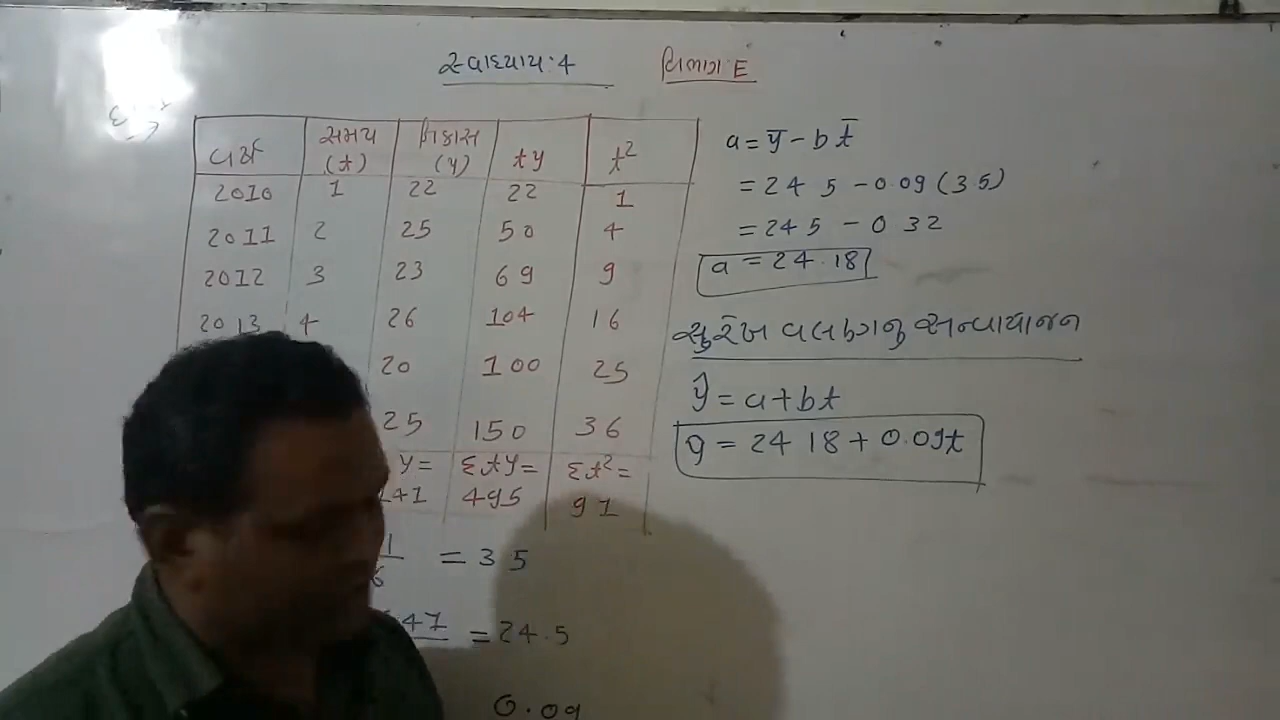 સ્વાધ્યાય:4 વિભાગ E
વર્ષ સમય (t) નિકાસ (y) ty t²
2010 1 22 22 1
2011 2 25 50 4
2012 3 23 69 9
2013 4 26 104 16
20 100 25
25 150 36
y= Σty= Σt²=
495 91
= 3 5
= 24.5
0.09
a = ȳ - b t̄
= 24 5 - 0.09 (3 5)
= 24 5 - 0 32
a = 24.18
સુરેખ વલણનું અન્વાયોજન
ŷ = a+bt
ŷ = 24 18 + 0.09t